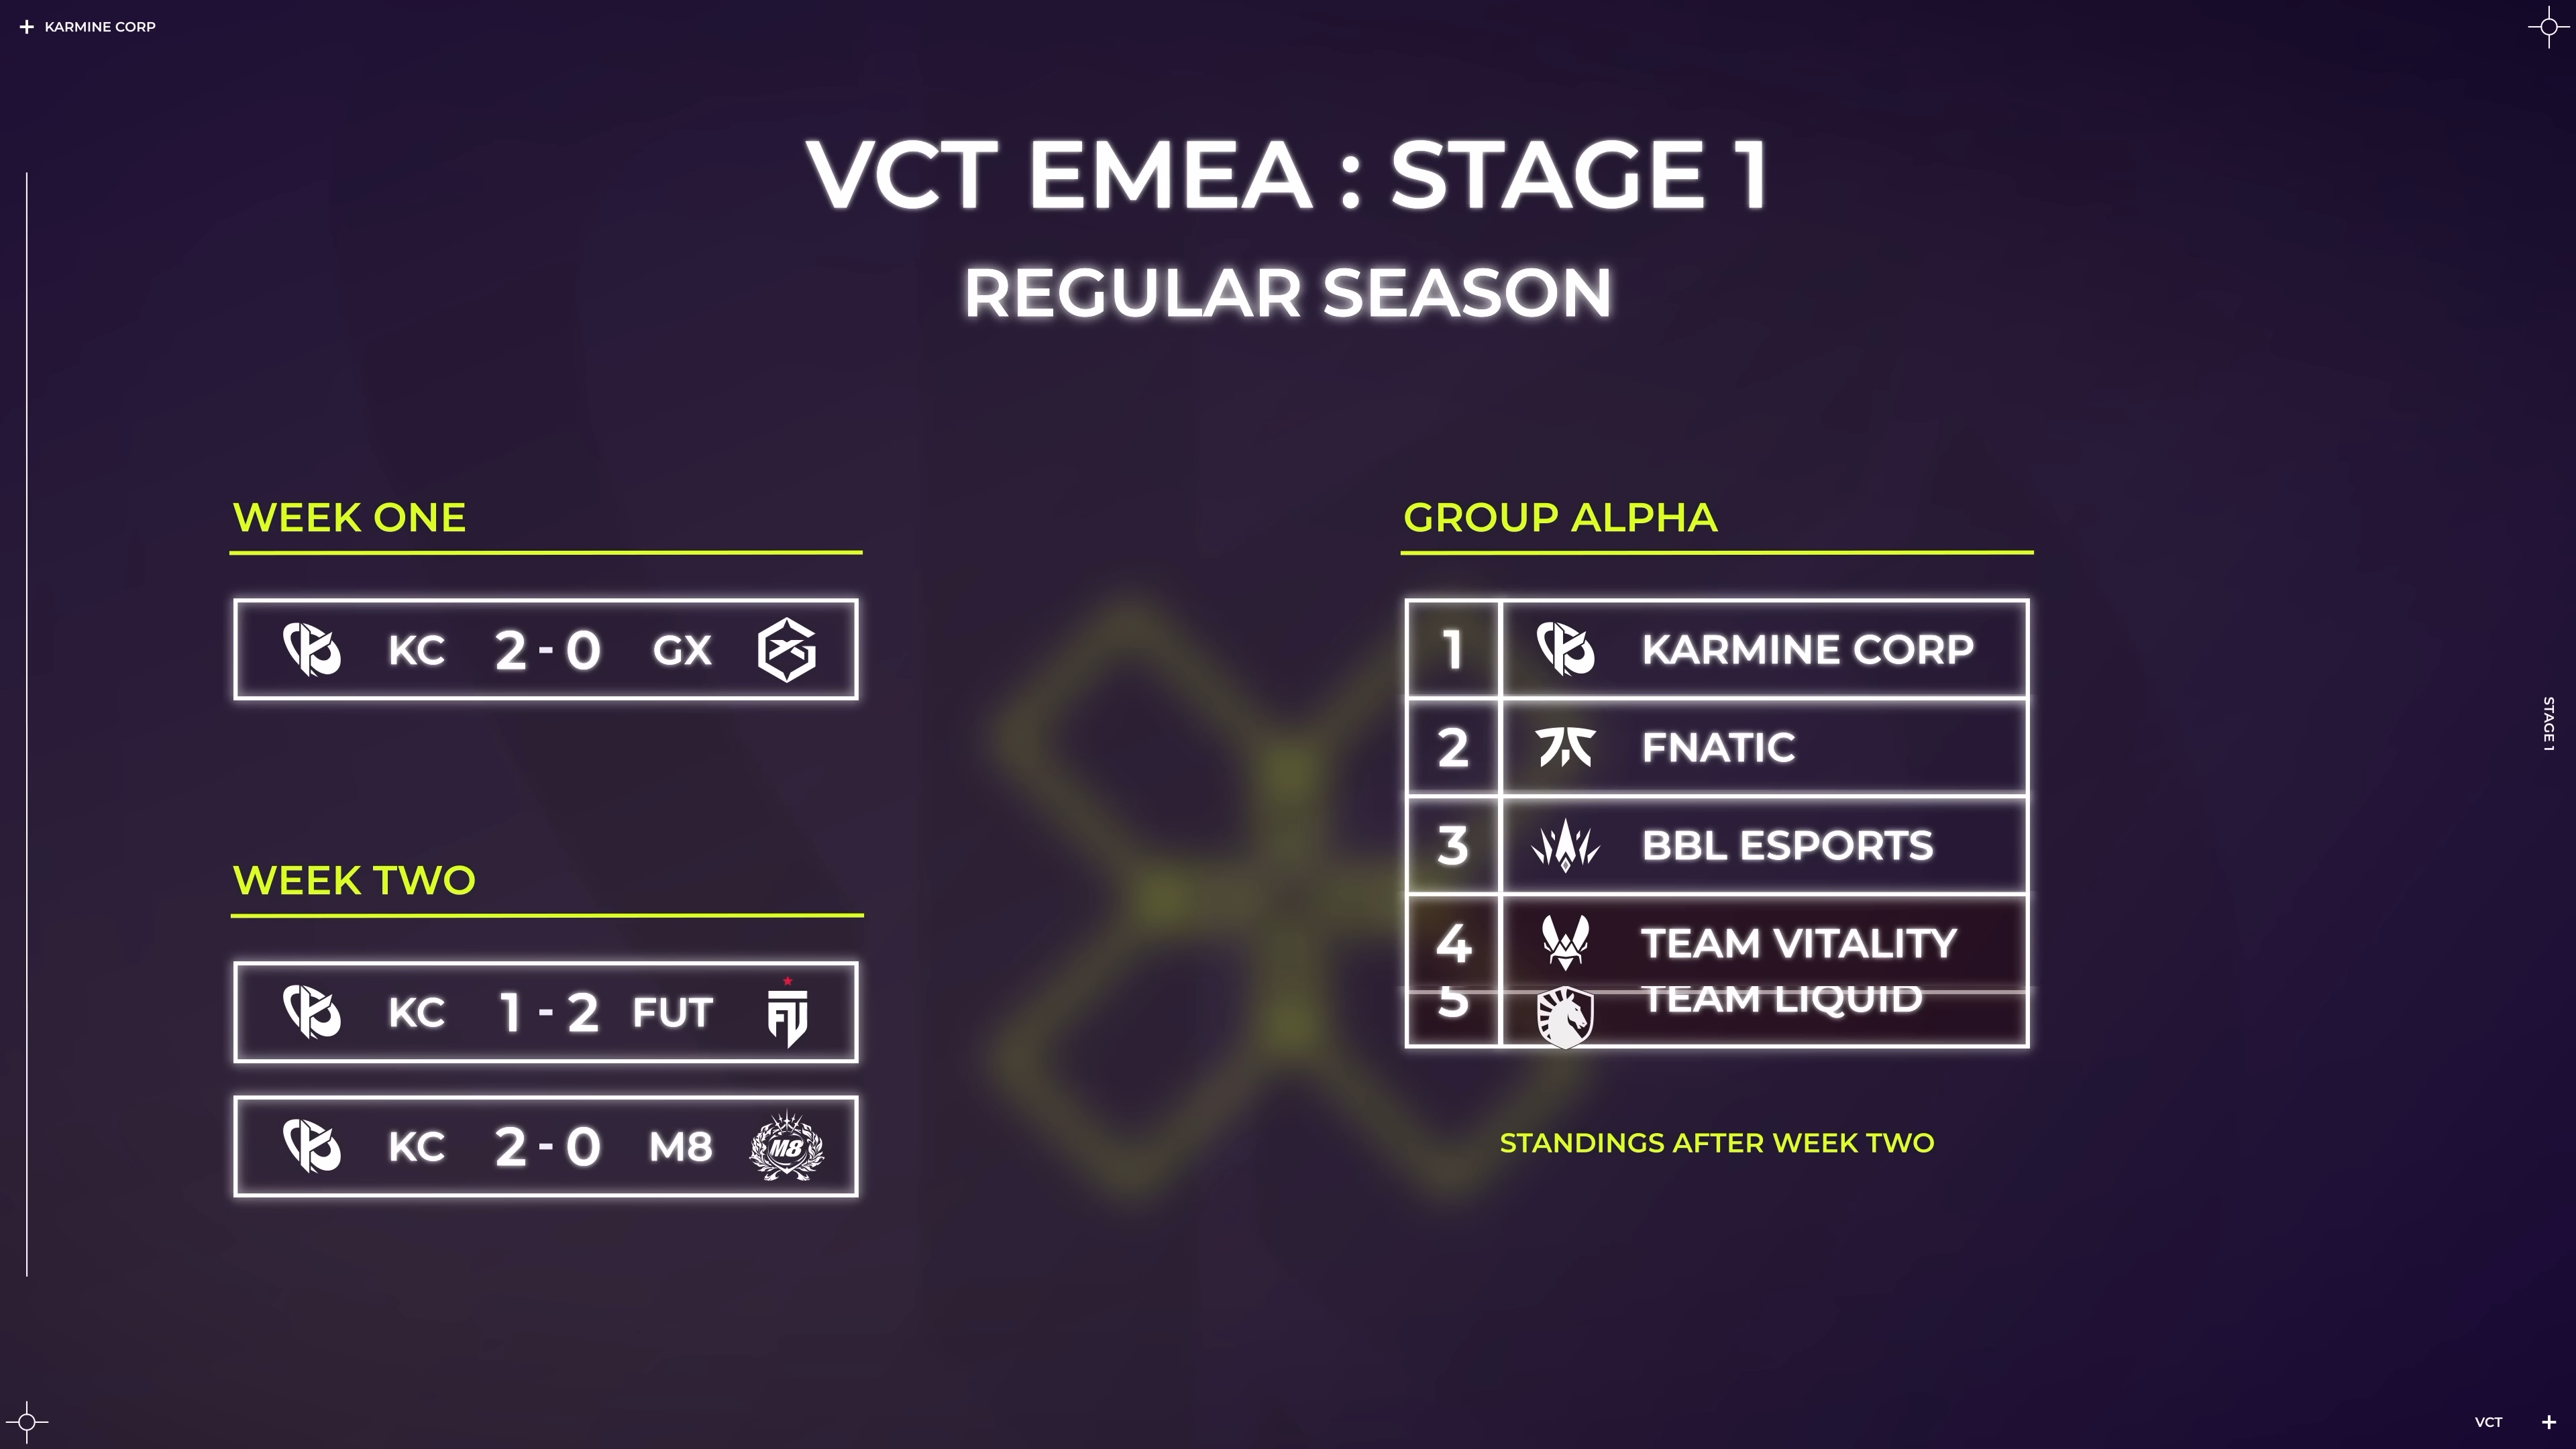 KARMINE CORP
VCT EMEA : STAGE 1
REGULAR SEASON
WEEK ONE
KC 2 - 0 GX
WEEK TWO
KC 1 - 2 FUT
KC 2 - 0 M8 M8
GROUP ALPHA
1 KARMINE CORP
2 FNATIC
3 BBL ESPORTS
4 TEAM VITALITY
5 TEAM LIQUID
STANDINGS AFTER WEEK TWO
STAGE 1
VCT